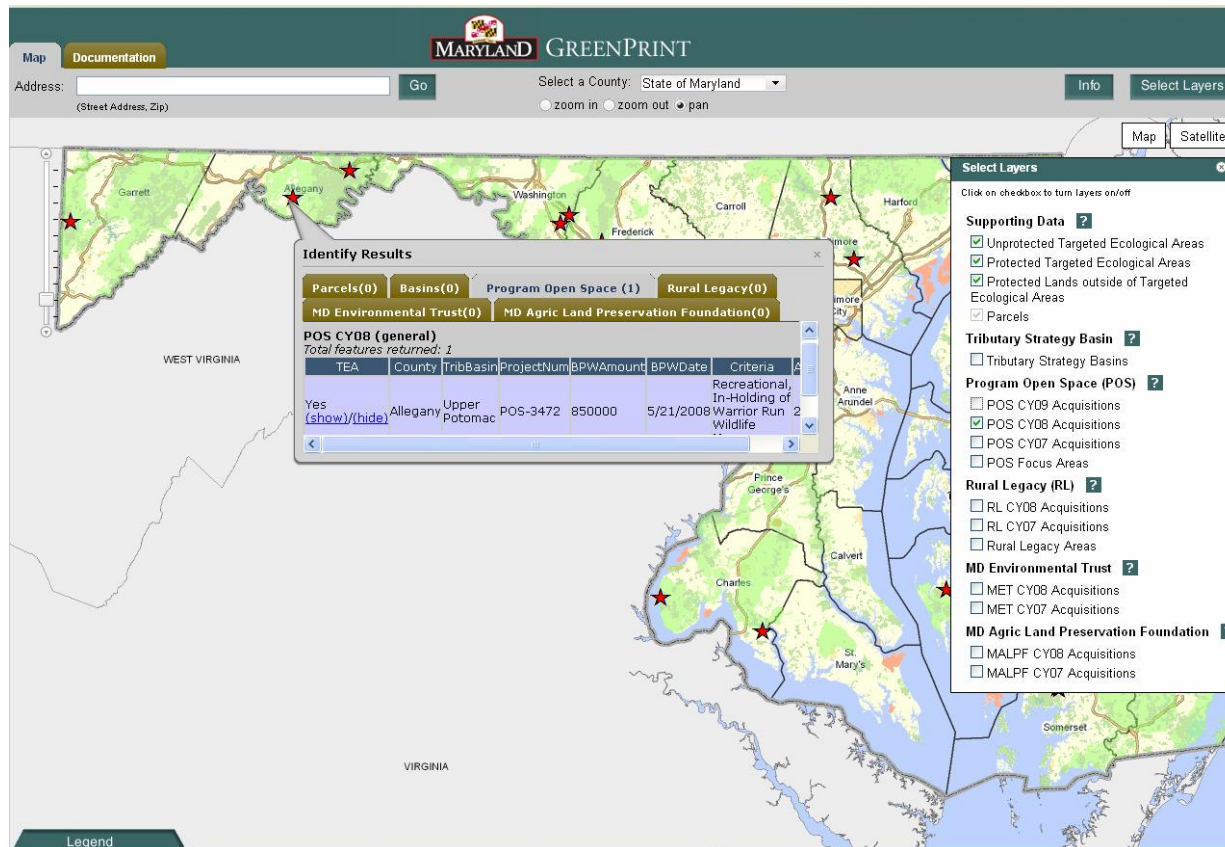 MARYLAND GREENPRINT
Map Documentation
Address: Go
(Street Address, Zip)
Select a County: State of Maryland
zoom in zoom out pan
Info Select Layers
Map Satellite
Garrett
Allegany
Washington
Frederick
Carroll
Harford
Anne
Arundel
Prince
George's
Calvert
Charles
St.
Mary's
Somerset
WEST VIRGINIA
VIRGINIA
Identify Results
Parcels(0) Basins(0) Program Open Space (1) Rural Legacy(0)
MD Environmental Trust(0) MD Agric Land Preservation Foundation(0)
POS CY08 (general)
Total features returned: 1
TEA County TribBasin ProjectNum BPWAmount BPWDate Criteria A
Yes
(show)/(hide) Allegany Upper
Potomac POS-3472 850000 5/21/2008 Recreational,
In-Holding of
Warrior Run
Wildlife
2
Select Layers
Click on checkbox to turn layers on/off
Supporting Data ?
Unprotected Targeted Ecological Areas
Protected Targeted Ecological Areas
Protected Lands outside of Targeted
Ecological Areas
Parcels
Tributary Strategy Basin ?
Tributary Strategy Basins
Program Open Space (POS) ?
POS CY09 Acquisitions
POS CY08 Acquisitions
POS CY07 Acquisitions
POS Focus Areas
Rural Legacy (RL) ?
RL CY08 Acquisitions
RL CY07 Acquisitions
Rural Legacy Areas
MD Environmental Trust ?
MET CY08 Acquisitions
MET CY07 Acquisitions
MD Agric Land Preservation Foundation
MALPF CY08 Acquisitions
MALPF CY07 Acquisitions
Legend